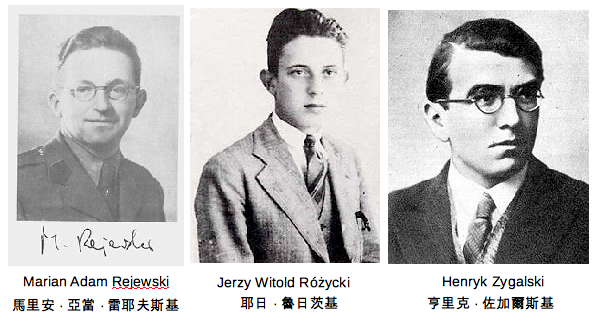 M. Rejewski
Marian Adam Rejewski
馬里安 · 亞當 · 雷耶夫斯基
Jerzy Witold Różycki
耶日 · 魯日茨基
Henryk Zygalski
亨里克 · 佐加爾斯基